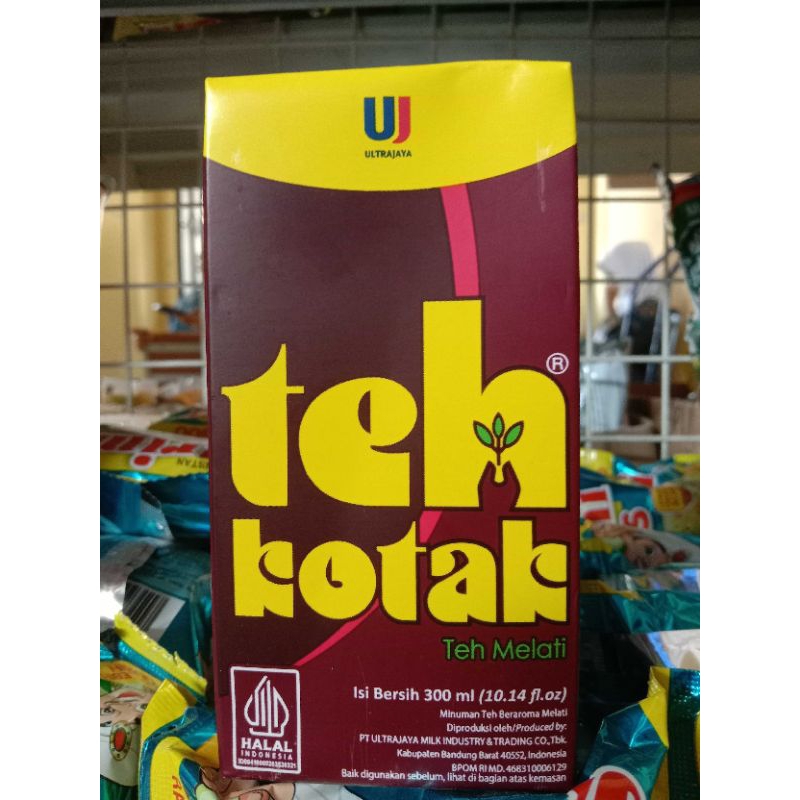 UJ
ULTRAJAYA
teh
®
kotak
Teh Melati
Isi Bersih 300 ml (10.14 fl.oz)
Minuman Teh Beraroma Melati
Diproduksi oleh/Produced by:
PT ULTRAJAYA MILK INDUSTRY & TRADING CO.,Tbk.
Kabupaten Bandung Barat 40552, Indonesia
BPOM RI MD. 468310006129
Baik digunakan sebelum, lihat di bagian atas kemasan
HALAL
INDONESIA